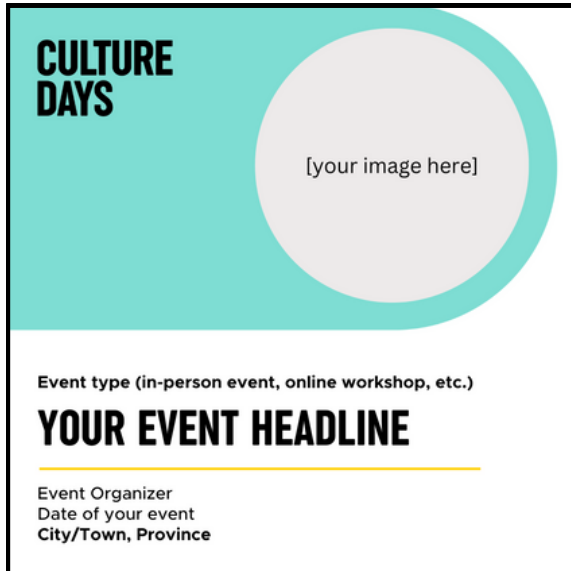 CULTURE
DAYS
[your image here]
Event type (in-person event, online workshop, etc.)
YOUR EVENT HEADLINE
Event Organizer
Date of your event
City/Town, Province